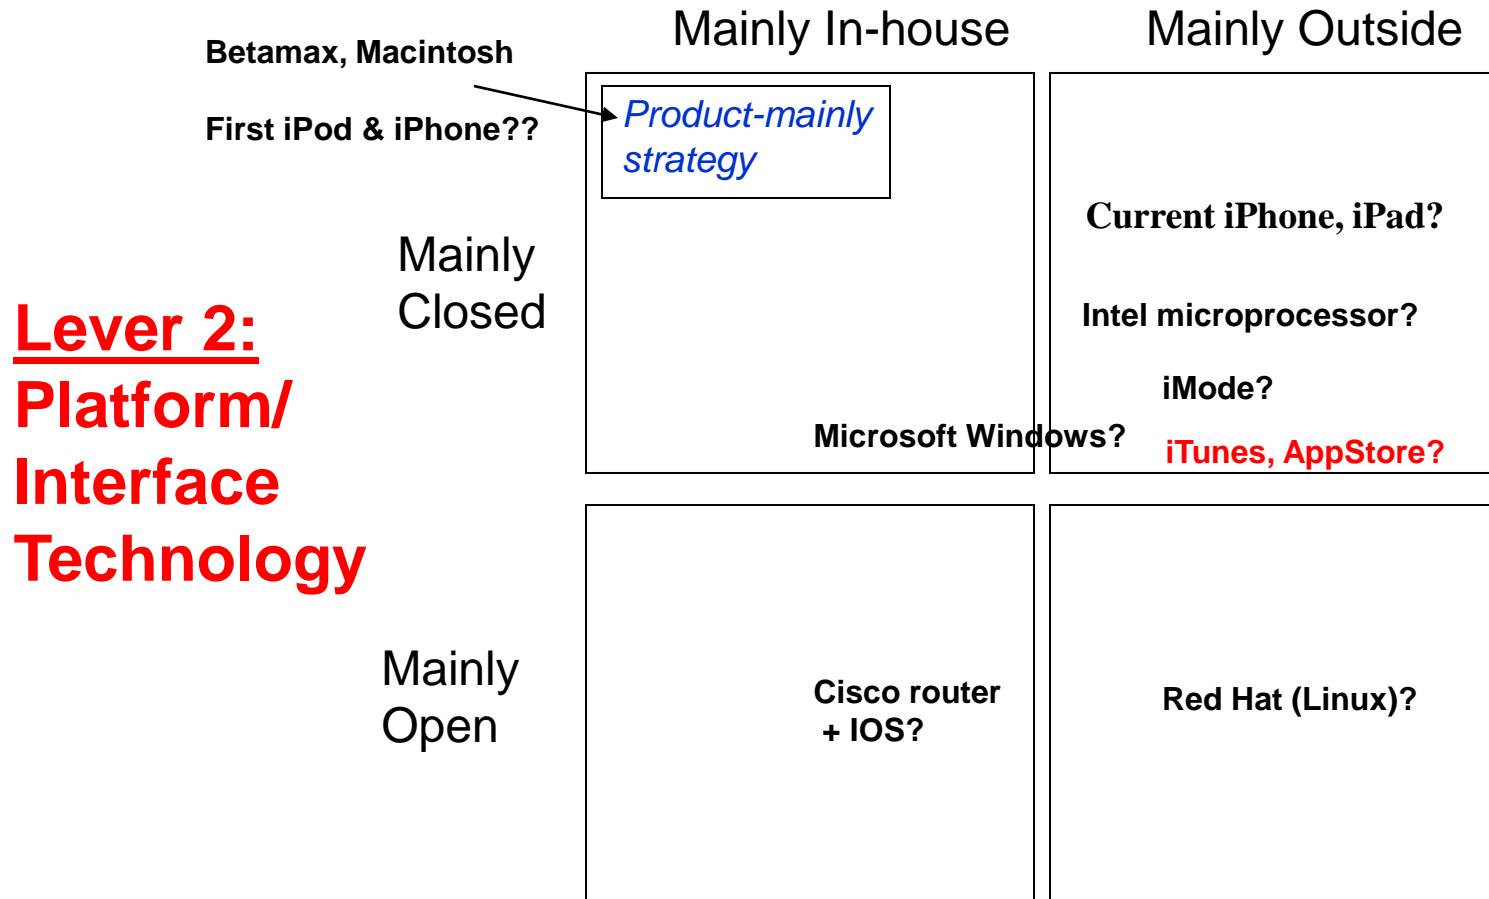 Mainly In-house
Mainly Outside
Betamax, Macintosh
First iPod & iPhone??
Product-mainly
strategy
Current iPhone, iPad?
Mainly
Closed
Intel microprocessor?
iMode?
Microsoft Windows?
iTunes, AppStore?
Lever 2:
Platform/
Interface
Technology
Mainly
Open
Cisco router
+ IOS?
Red Hat (Linux)?